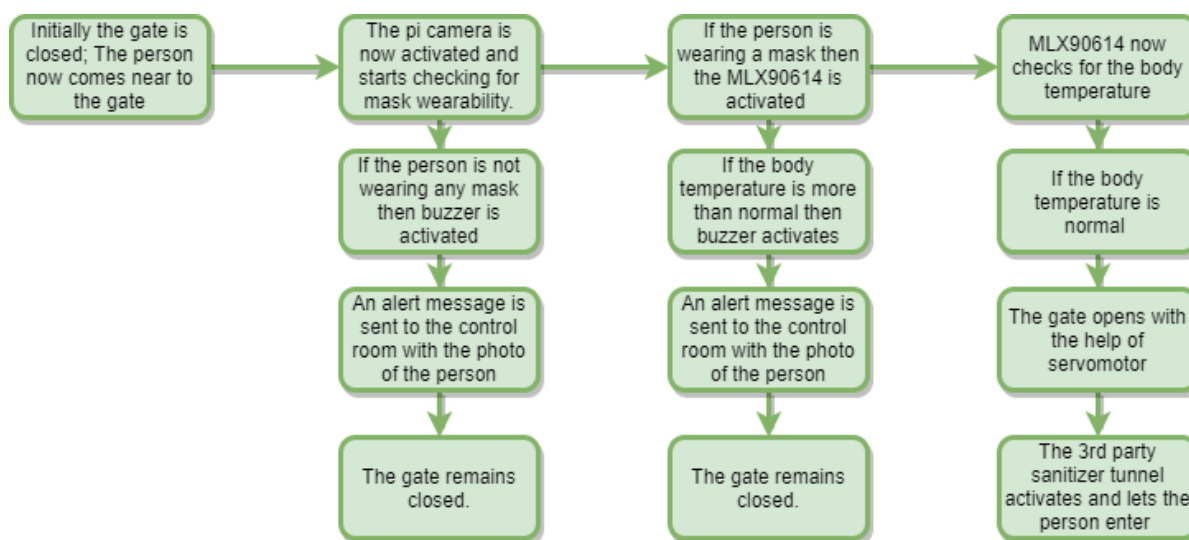 Initially the gate is
closed; The person
now comes near to
the gate
The pi camera is
now activated and
starts checking for
mask wearability.
If the person is
wearing a mask then
the MLX90614 is
activated
MLX90614 now
checks for the body
temperature
If the person is not
wearing any mask
then buzzer is
activated
If the body
temperature is more
than normal then
buzzer activates
If the body
temperature is
normal
An alert message is
sent to the control
room with the photo
of the person
An alert message is
sent to the control
room with the photo
of the person
The gate opens with
the help of
servomotor
The gate remains
closed.
The gate remains
closed.
The 3rd party
sanitizer tunnel
activates and lets the
person enter